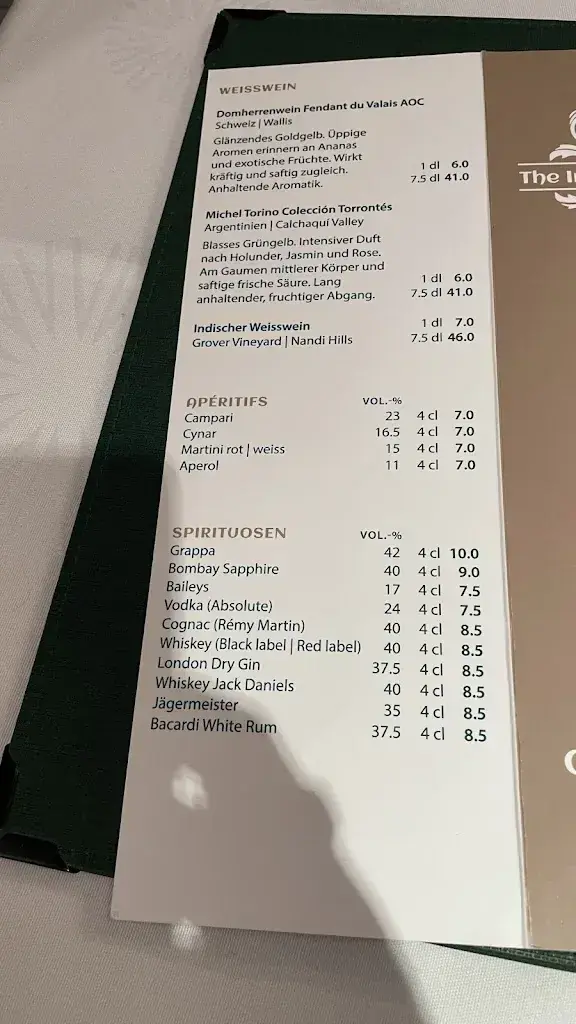 WEISSWEIN
Domherrenwein Fendant du Valais AOC
Schweiz | Wallis
Glänzendes Goldgelb. Üppige
Aromen erinnern an Ananas
und exotische Früchte. Wirkt
kräftig und saftig zugleich. 1 dl 6.0
Anhaltende Aromatik. 7.5 dl 41.0
Michel Torino Colección Torrontés
Argentinien | Calchaquí Valley
Blasses Grüngelb. Intensiver Duft
nach Holunder, Jasmin und Rose.
Am Gaumen mittlerer Körper und
saftige frische Säure. Lang 1 dl 6.0
anhaltender, fruchtiger Abgang. 7.5 dl 41.0
Indischer Weisswein 1 dl 7.0
Grover Vineyard | Nandi Hills 7.5 dl 46.0
APÉRITIFS VOL.-%
Campari 23 4 cl 7.0
Cynar 16.5 4 cl 7.0
Martini rot | weiss 15 4 cl 7.0
Aperol 11 4 cl 7.0
SPIRITUOSEN VOL.-%
Grappa 42 4 cl 10.0
Bombay Sapphire 40 4 cl 9.0
Baileys 17 4 cl 7.5
Vodka (Absolute) 24 4 cl 7.5
Cognac (Rémy Martin) 40 4 cl 8.5
Whiskey (Black label | Red label) 40 4 cl 8.5
London Dry Gin 37.5 4 cl 8.5
Whiskey Jack Daniels 40 4 cl 8.5
Jägermeister 35 4 cl 8.5
Bacardi White Rum 37.5 4 cl 8.5
The